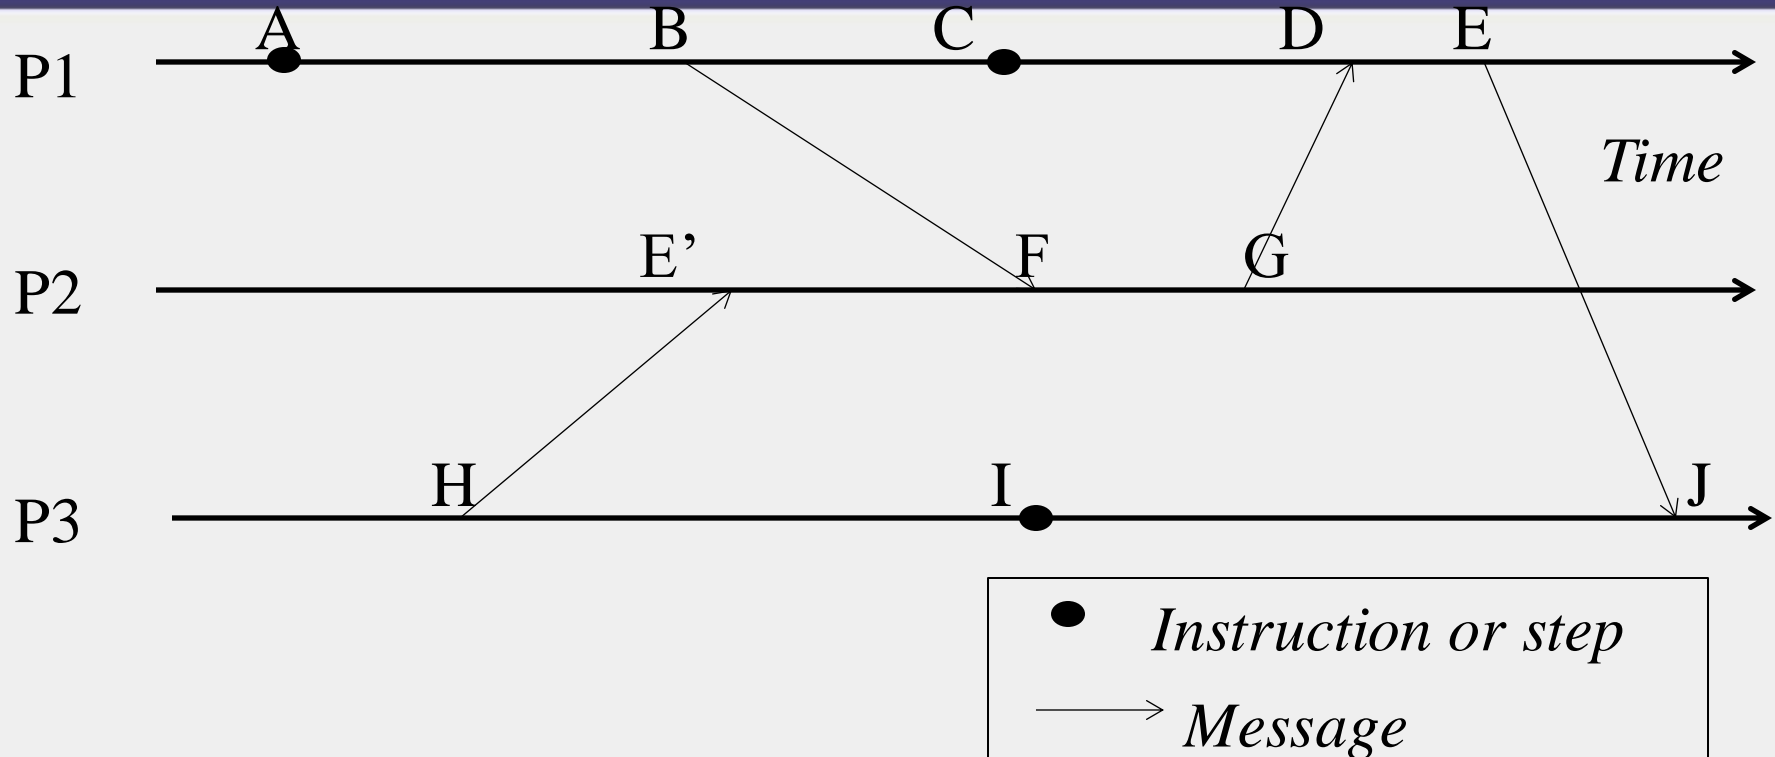 A B C D E
P1
Time
E’ F G
P2
H I J
P3
Instruction or step
Message